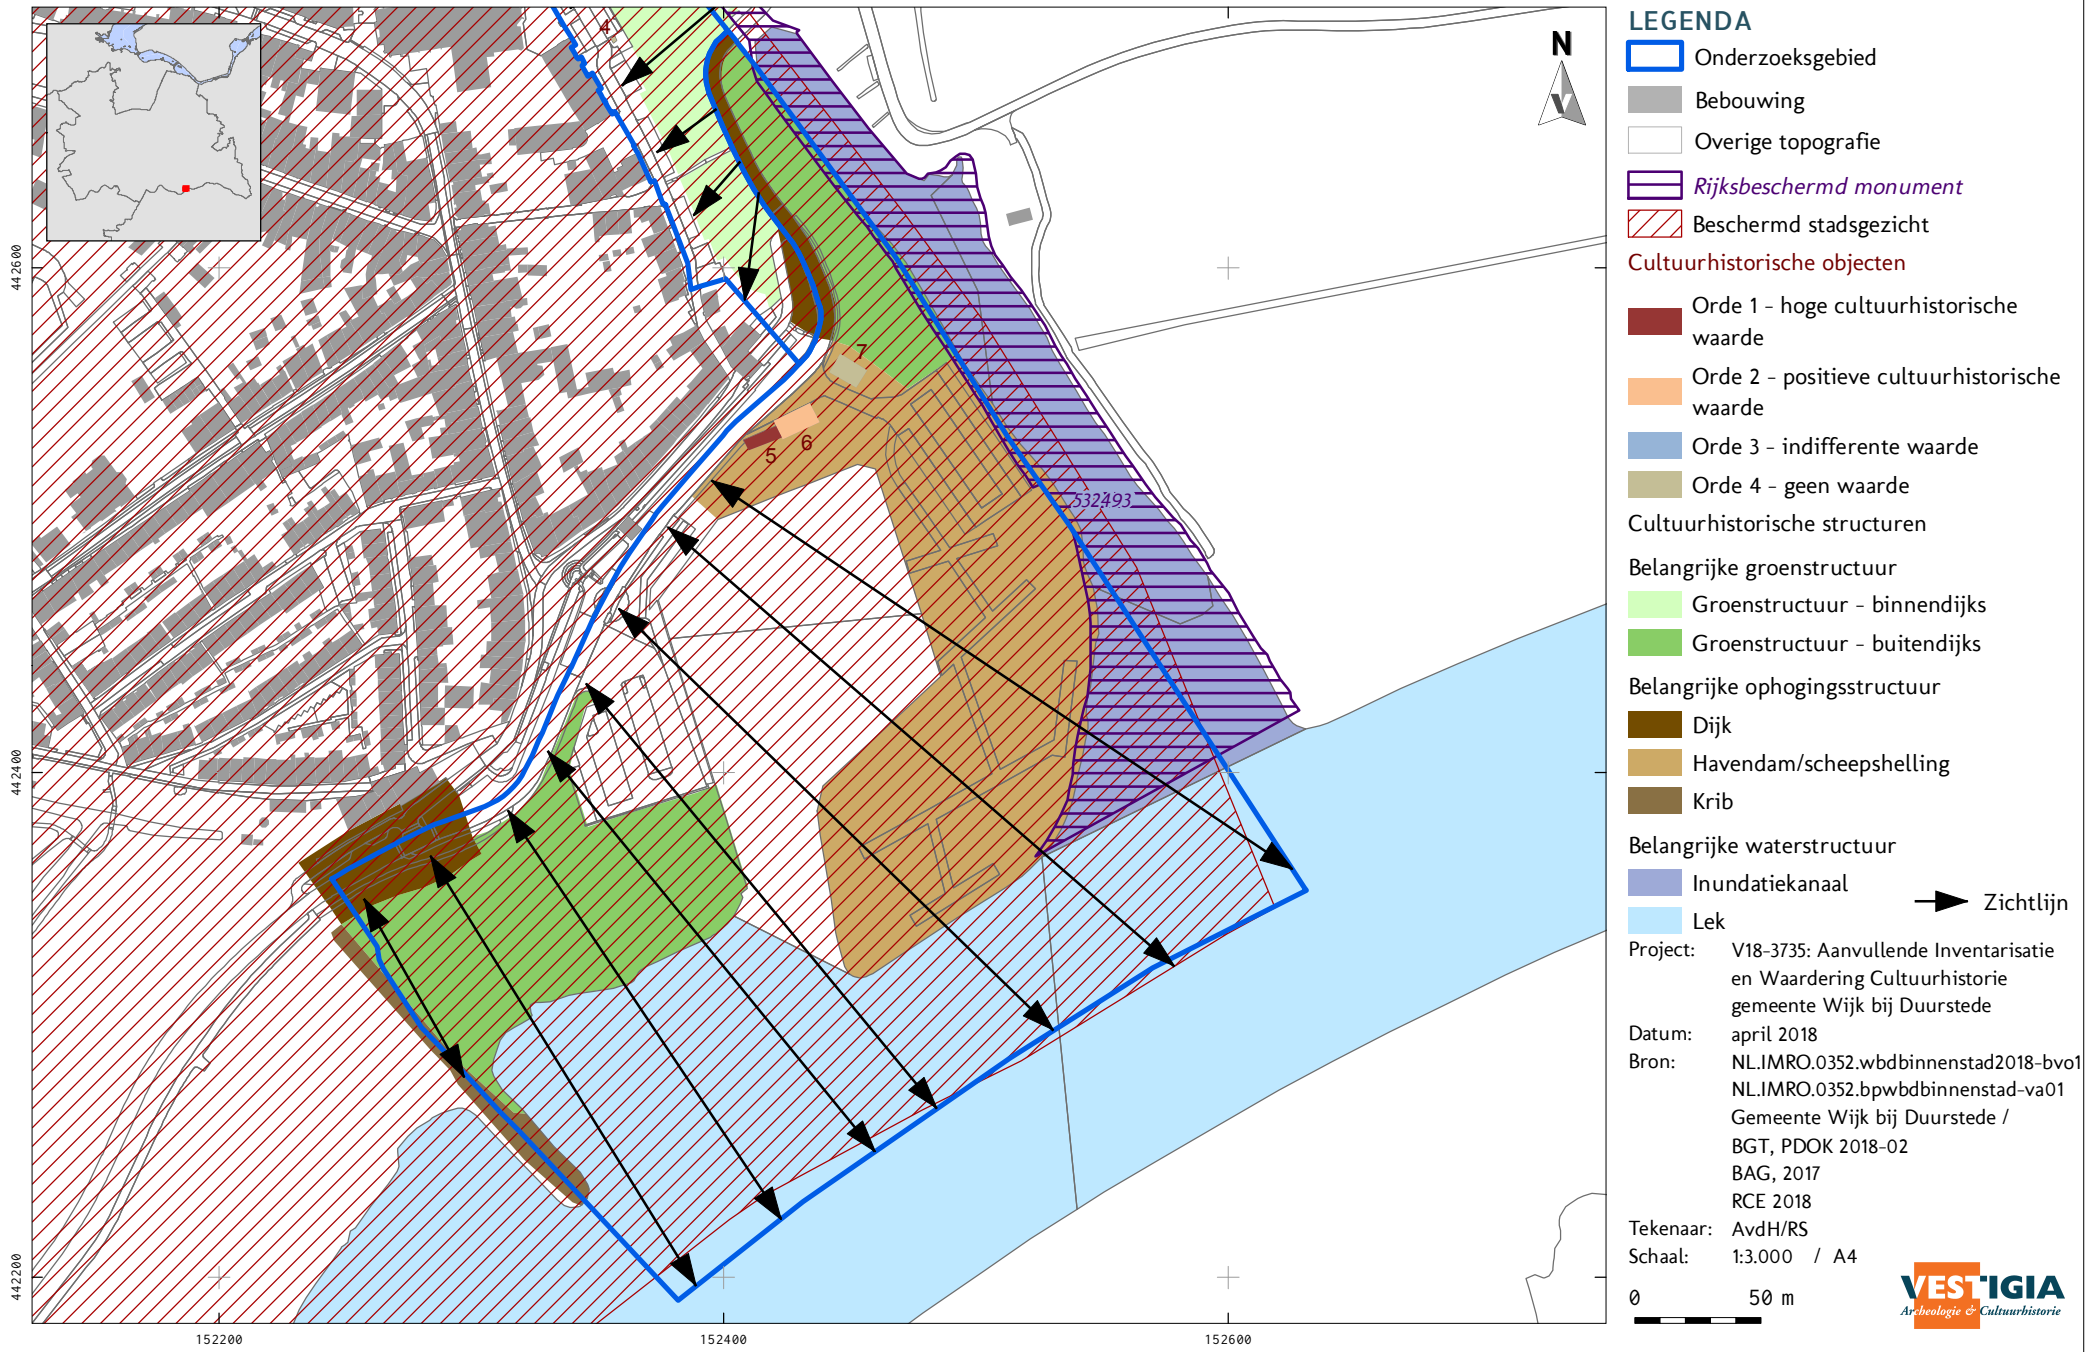 4
7
6
5
532493
442600
442400
442200
152200
152400
152600
N
LEGENDA
Onderzoeksgebied
Bebouwing
Overige topografie
Rijksbeschermd monument
Beschermd stadsgezicht
Cultuurhistorische objecten
Orde 1 - hoge cultuurhistorische
waarde
Orde 2 - positieve cultuurhistorische
waarde
Orde 3 - indifferente waarde
Orde 4 - geen waarde
Cultuurhistorische structuren
Belangrijke groenstructuur
Groenstructuur - binnendijks
Groenstructuur - buitendijks
Belangrijke ophogingsstructuur
Dijk
Havendam/scheepshelling
Krib
Belangrijke waterstructuur
Inundatiekanaal
Zichtlijn
Lek
Project: V18-3735: Aanvullende Inventarisatie
en Waardering Cultuurhistorie
gemeente Wijk bij Duurstede
Datum: april 2018
Bron: NL.IMRO.0352.wbdbinnenstad2018-bvo1
NL.IMRO.0352.bpwbdbinnenstad-va01
Gemeente Wijk bij Duurstede /
BGT, PDOK 2018-02
BAG, 2017
RCE 2018
Tekenaar: AvdH/RS
Schaal: 1:3.000 / A4
0 50 m
VESTIGIA
Archeologie & Cultuurhistorie